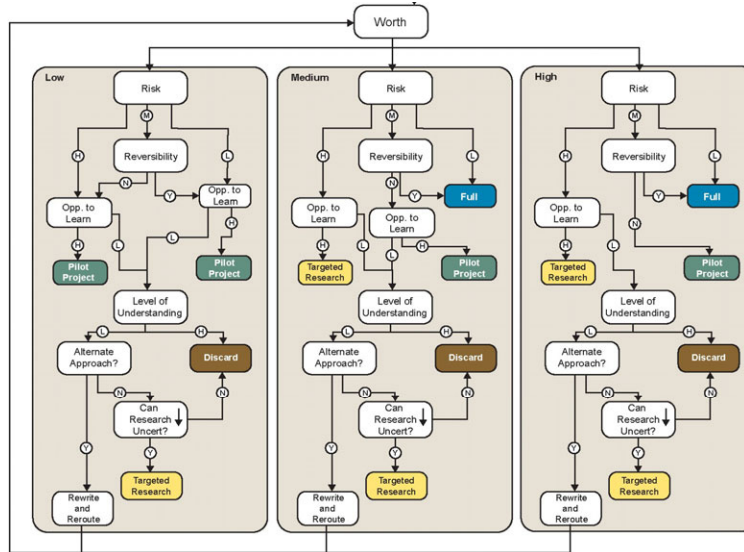 Worth
Low
Risk
H
M
L
Reversibility
N
Y
Opp. to
Learn
Opp. to
Learn
H
L
L
H
Pilot
Project
Pilot
Project
Level of
Understanding
L
H
Alternate
Approach?
Discard
N
N
Can
Research
Uncert?
Y
Y
Targeted
Research
Rewrite
and
Reroute
Medium
Risk
H
M
L
Reversibility
N
Y
Full
Opp. to
Learn
Opp. to
Learn
H
L
L
H
Targeted
Research
Pilot
Project
Level of
Understanding
L
H
Alternate
Approach?
Discard
N
N
Can
Research
Uncert?
Y
Y
Targeted
Research
Rewrite
and
Reroute
High
Risk
H
M
L
Reversibility
Y
Full
N
Opp. to
Learn
H
L
Targeted
Research
Pilot
Project
Level of
Understanding
L
H
Alternate
Approach?
Discard
N
N
Can
Research
Uncert?
Y
Y
Targeted
Research
Rewrite
and
Reroute